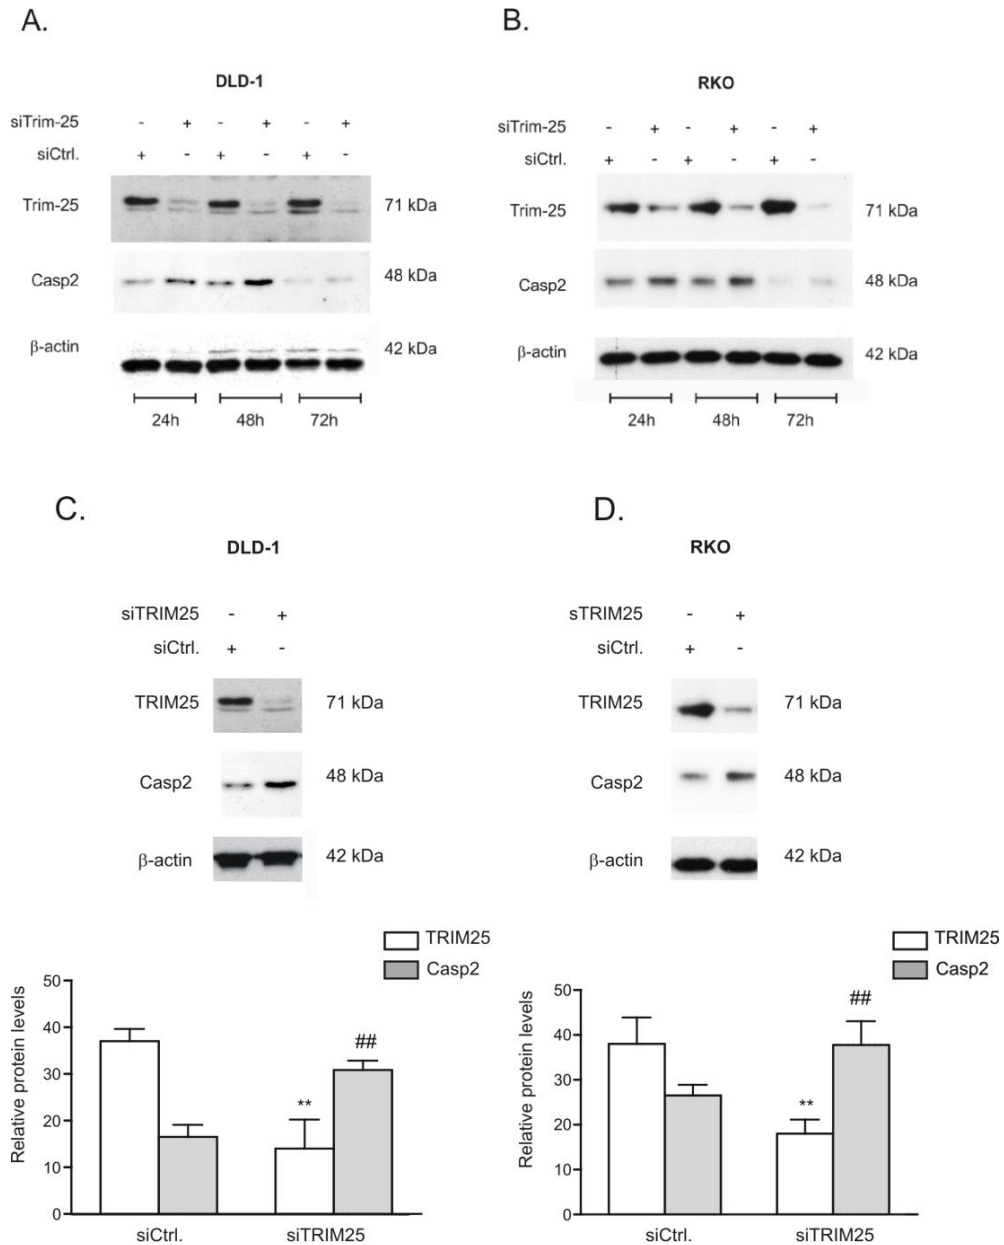 A.
DLD-1
siTrim-25 - + - + - +
siCtrl. + - + - + -
Trim-25 71 kDa
Casp2 48 kDa
β-actin 42 kDa
24h 48h 72h
B.
RKO
siTrim-25 - + - + - +
siCtrl. + - + - + -
Trim-25 71 kDa
Casp2 48 kDa
β-actin 42 kDa
24h 48h 72h
C.
DLD-1
siTRIM25 - +
siCtrl. + -
TRIM25 71 kDa
Casp2 48 kDa
β-actin 42 kDa
TRIM25
Casp2
Relative protein levels
50
40
30
20
10
0
**
##
siCtrl. siTRIM25
D.
RKO
sTRIM25 - +
siCtrl. + -
TRIM25 71 kDa
Casp2 48 kDa
β-actin 42 kDa
TRIM25
Casp2
Relative protein levels
50
40
30
20
10
0
**
##
siCtrl. siTRIM25